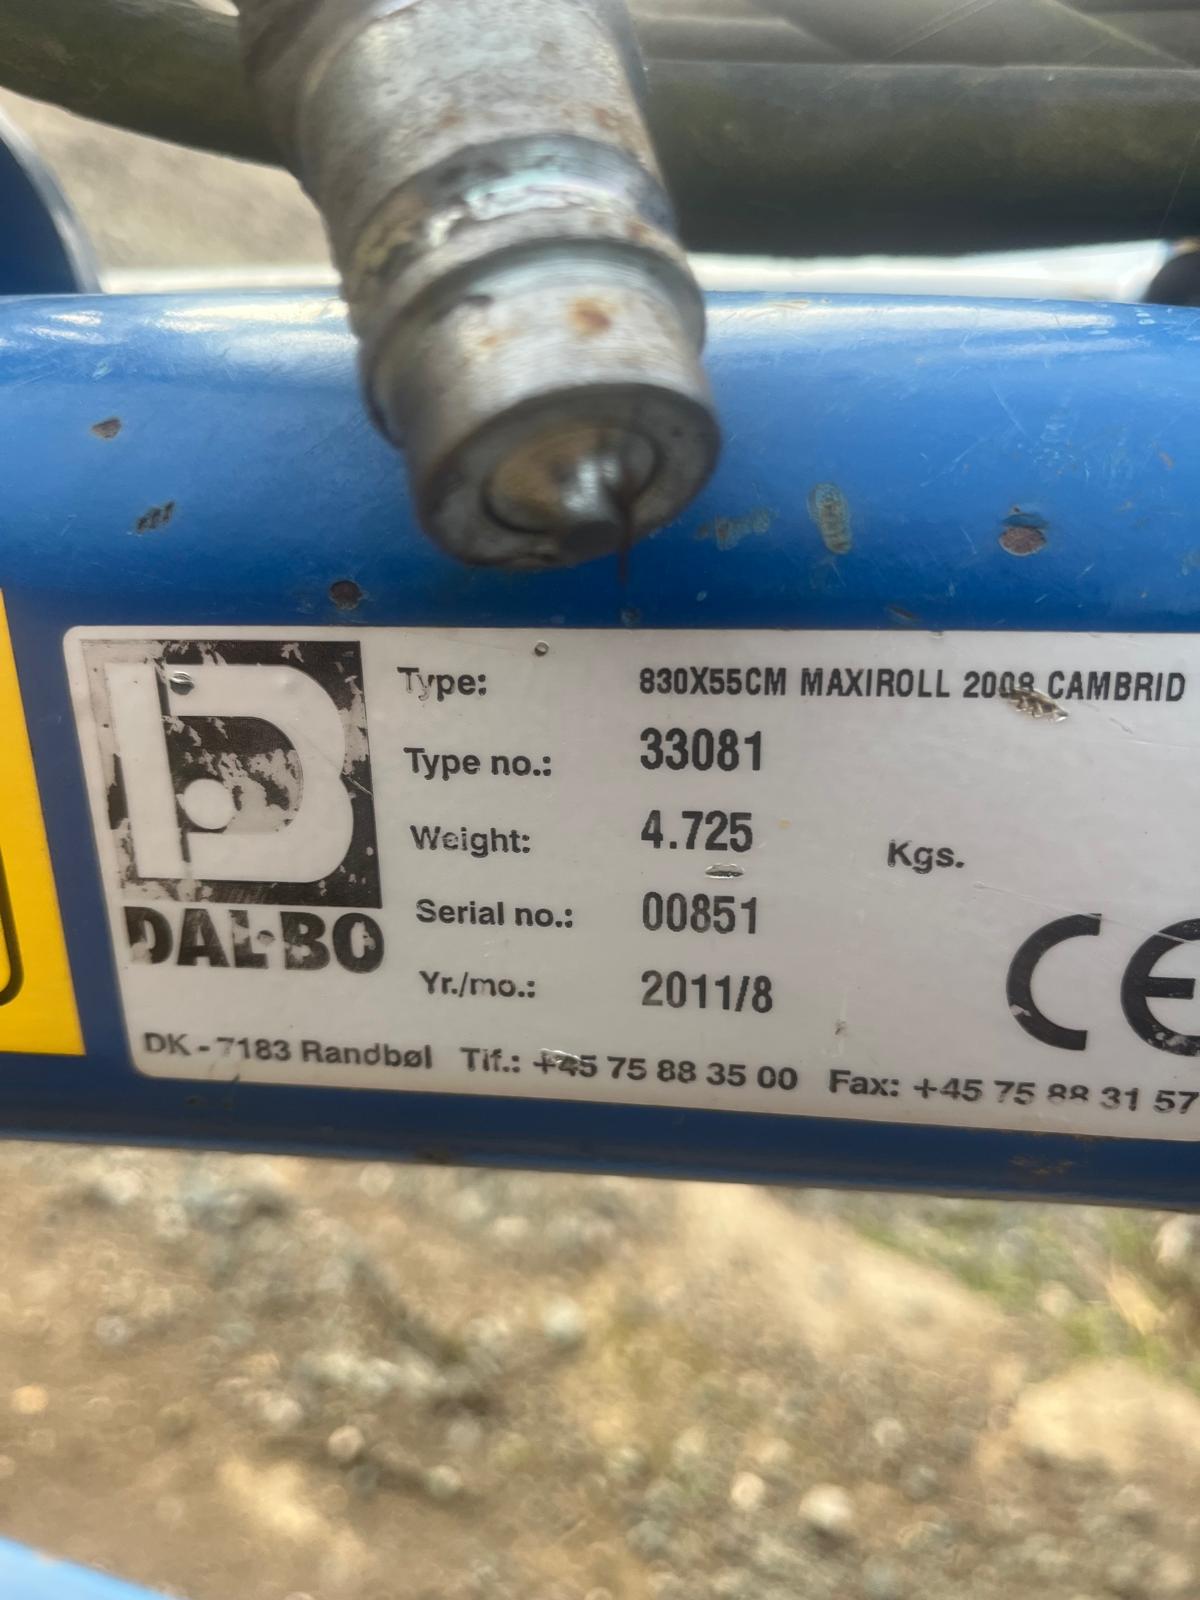 Type: 830X55CM MAXIROLL 2008 CAMBRID
Type no.: 33081
Weight: 4.725 Kgs.
Serial no.: 00851
Yr./mo.: 2011/8
DAL-BO
CE
DK - 7183 Randbøl Tlf.: +45 75 88 35 00 Fax: +45 75 88 31 57